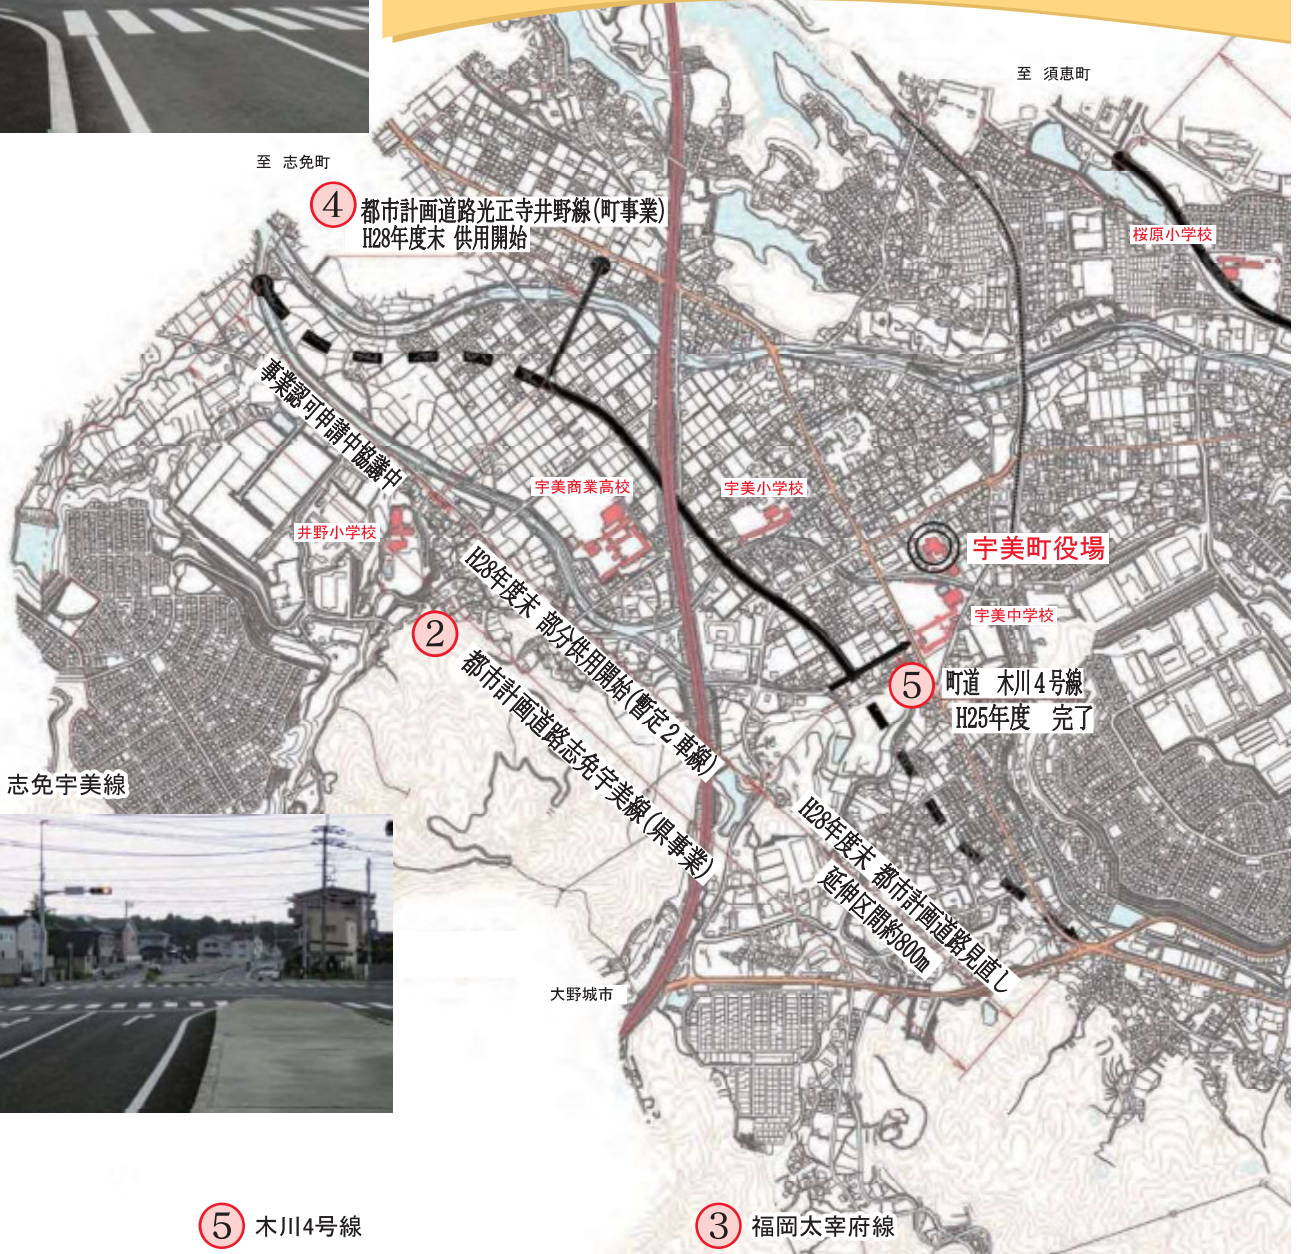 至 須恵町
至 志免町
④ 都市計画道路光正寺井野線(町事業)
H28年度末 供用開始
桜原小学校
事業認可申請中協議中
宇美商業高校
宇美小学校
井野小学校
宇美町役場
H28年度末 部分供用開始(暫定2車線)
宇美中学校
② 都市計画道路志免宇美線(県事業)
⑤ 町道 木川4号線
H25年度 完了
志免宇美線
H28年度末 都市計画道路見直し
延伸区間約800m
大野城市
⑤ 木川4号線
③ 福岡太宰府線